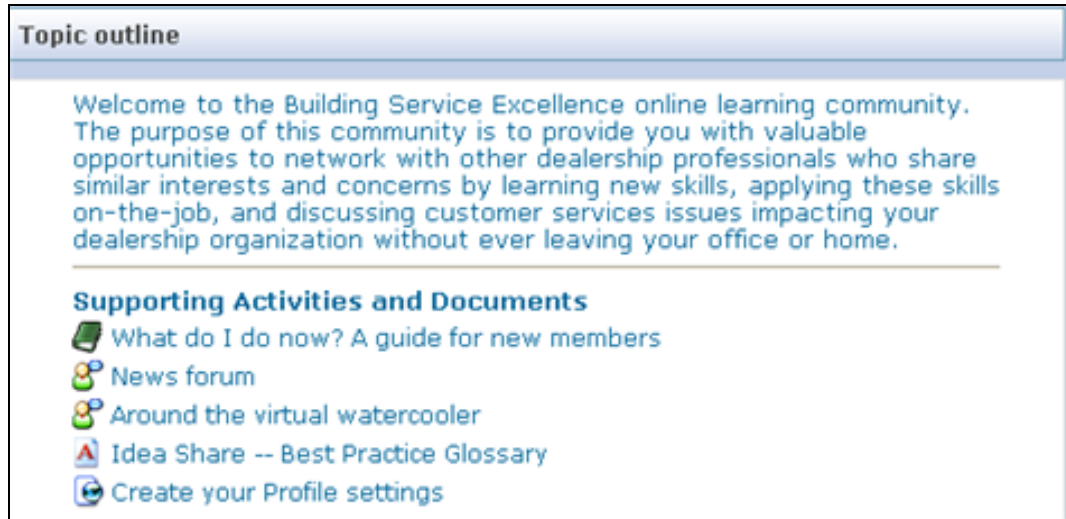 Topic outline
Welcome to the Building Service Excellence online learning community.
The purpose of this community is to provide you with valuable
opportunities to network with other dealership professionals who share
similar interests and concerns by learning new skills, applying these skills
on-the-job, and discussing customer services issues impacting your
dealership organization without ever leaving your office or home.
Supporting Activities and Documents
What do I do now? A guide for new members
News forum
Around the virtual watercooler
Idea Share -- Best Practice Glossary
Create your Profile settings